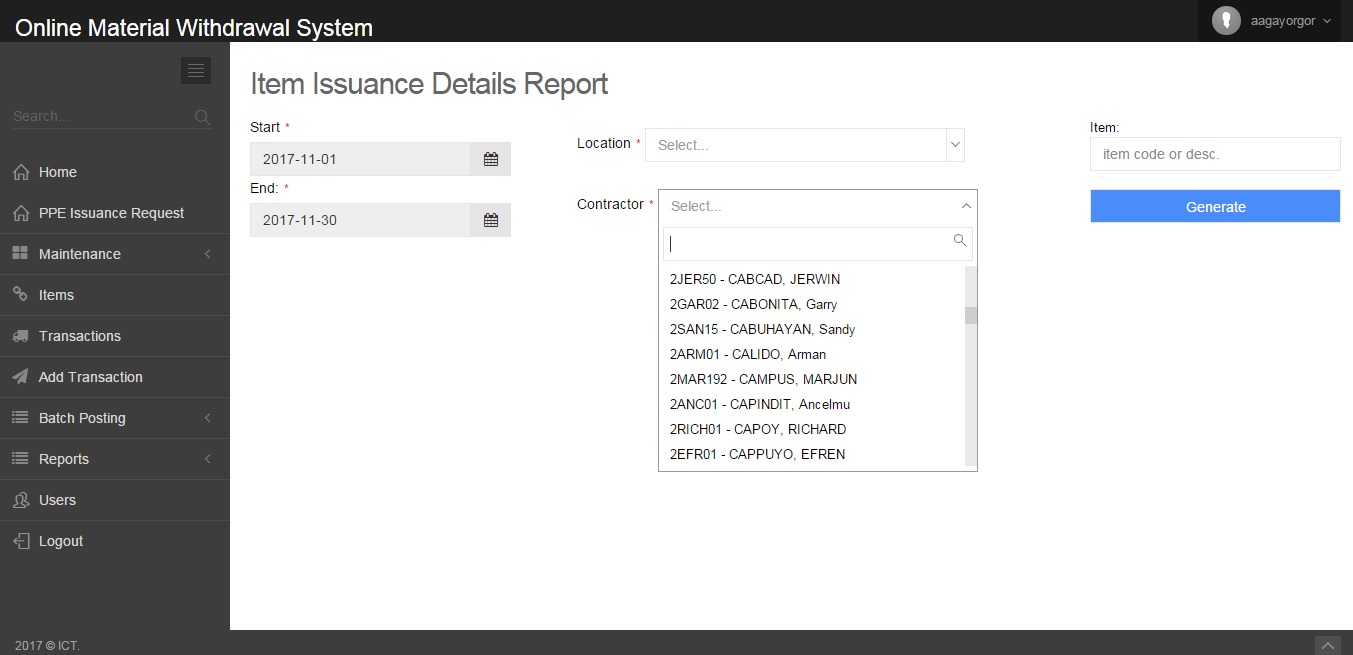 Online Material Withdrawal System
aagayorgor
Search...
Home
PPE Issuance Request
Maintenance
Items
Transactions
Add Transaction
Batch Posting
Reports
Users
Logout
Item Issuance Details Report
Start *
2017-11-01
End: *
2017-11-30
Location * Select...
Contractor * Select...
2JER50 - CABCAD, JERWIN
2GAR02 - CABONITA, Garry
2SAN15 - CABUHAYAN, Sandy
2ARM01 - CALIDO, Arman
2MAR192 - CAMPUS, MARJUN
2ANC01 - CAPINDIT, Ancelmu
2RICH01 - CAPOY, RICHARD
2EFR01 - CAPPUYO, EFREN
Item:
item code or desc.
Generate
2017 © ICT.